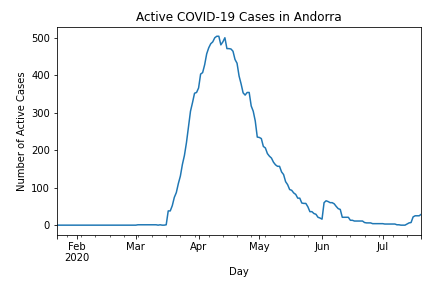 Active COVID-19 Cases in Andorra
500
400
300
200
100
0
Number of Active Cases
Feb Mar Apr May Jun Jul
2020
Day